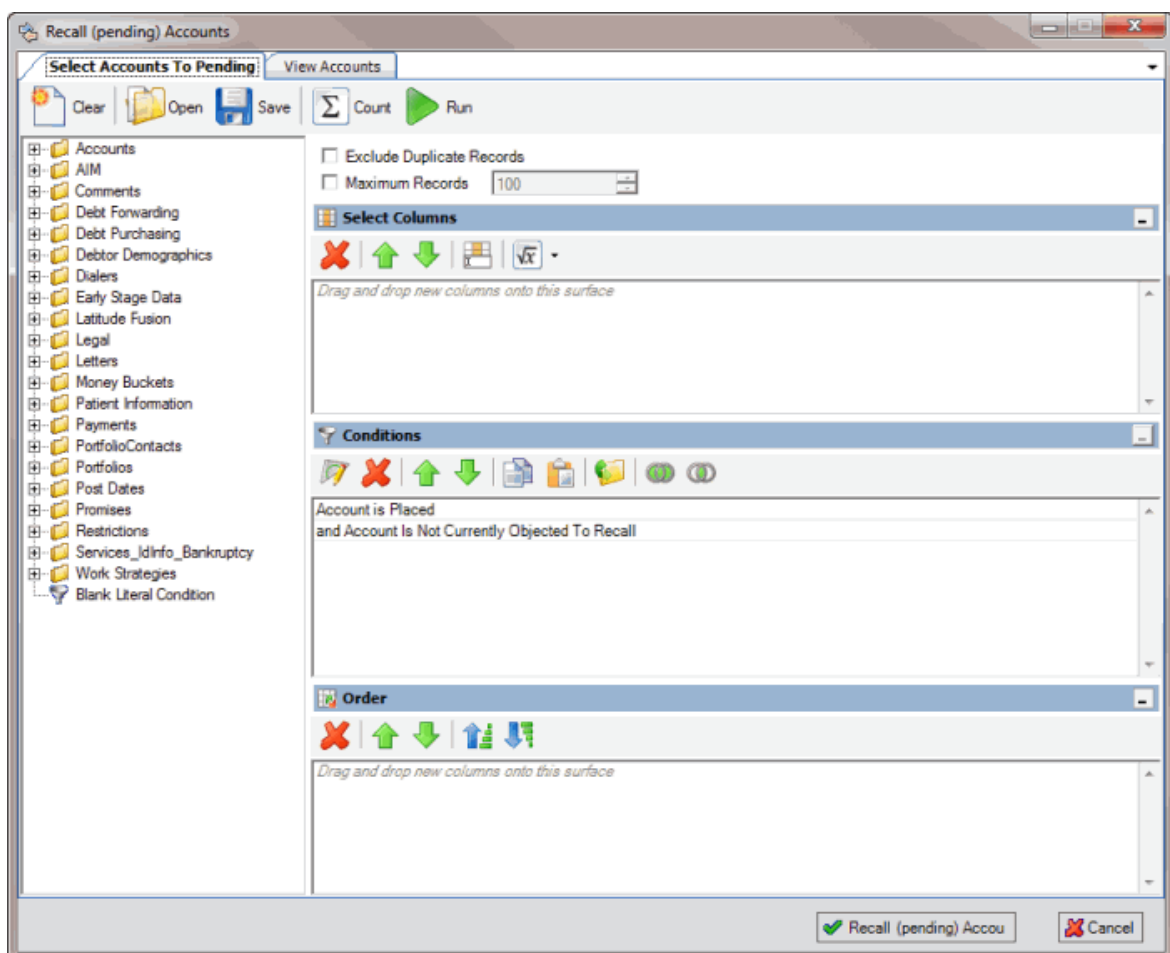 Recall (pending) Accounts
Select Accounts To Pending View Accounts
Clear Open Save Σ Count Run
Accounts
AIM
Comments
Debt Forwarding
Debt Purchasing
Debtor Demographics
Dialers
Early Stage Data
Latitude Fusion
Legal
Letters
Money Buckets
Patient Information
Payments
PortfolioContacts
Portfolios
Post Dates
Promises
Restrictions
Services_IdInfo_Bankruptcy
Work Strategies
Blank Literal Condition
Exclude Duplicate Records
Maximum Records 100
Select Columns
√x
Drag and drop new columns onto this surface
Conditions
Account is Placed
and Account Is Not Currently Objected To Recall
Order
Drag and drop new columns onto this surface
Recall (pending) Accou Cancel